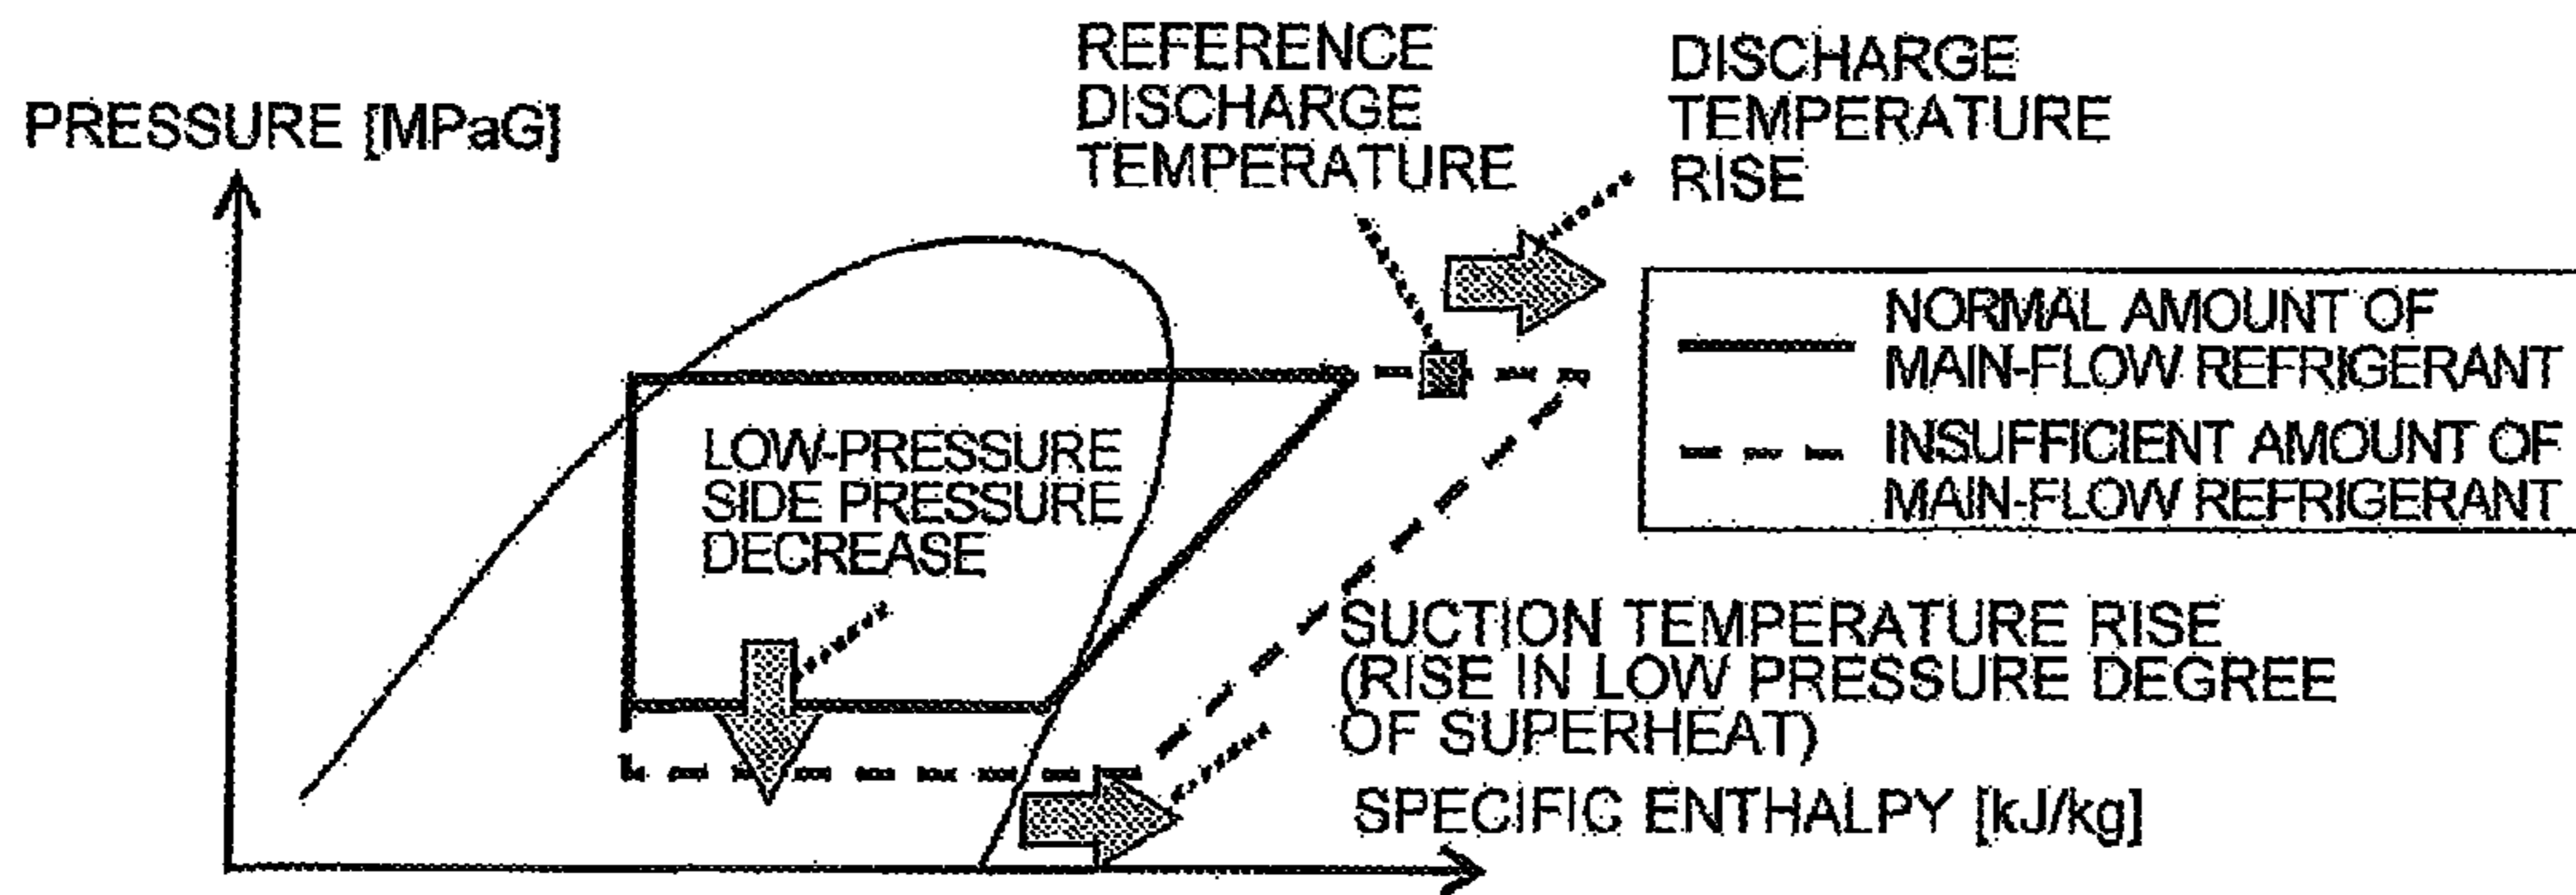 PRESSURE [MPaG]
REFERENCE
DISCHARGE
TEMPERATURE
DISCHARGE
TEMPERATURE
RISE
NORMAL AMOUNT OF
MAIN-FLOW REFRIGERANT
INSUFFICIENT AMOUNT OF
MAIN-FLOW REFRIGERANT
LOW-PRESSURE
SIDE PRESSURE
DECREASE
SUCTION TEMPERATURE RISE
(RISE IN LOW PRESSURE DEGREE
OF SUPERHEAT)
SPECIFIC ENTHALPY [kJ/kg]